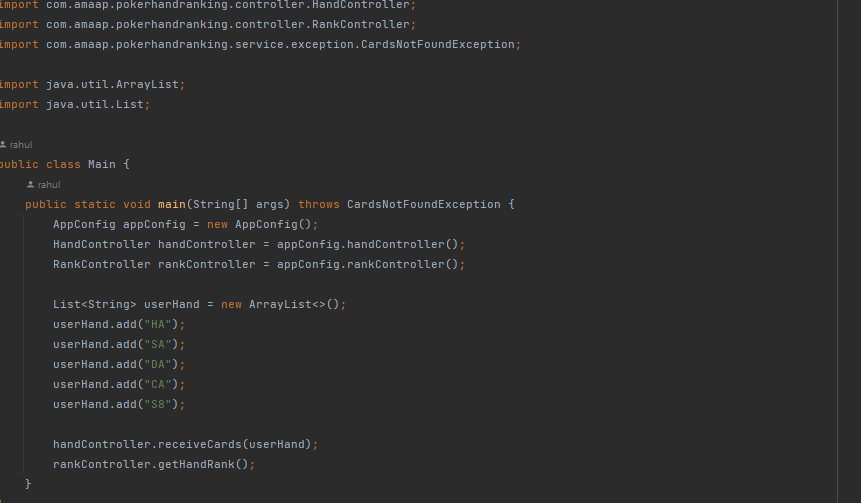 import com.amaap.pokerhandranking.controller.HandController;
import com.amaap.pokerhandranking.controller.RankController;
import com.amaap.pokerhandranking.service.exception.CardsNotFoundException;
import java.util.ArrayList;
import java.util.List;
rahul
public class Main {
rahul
public static void main(String[] args) throws CardsNotFoundException {
AppConfig appConfig = new AppConfig();
HandController handController = appConfig.handController();
RankController rankController = appConfig.rankController();
List<String> userHand = new ArrayList<>();
userHand.add("HA");
userHand.add("SA");
userHand.add("DA");
userHand.add("CA");
userHand.add("S8");
handController.receiveCards(userHand);
rankController.getHandRank();
}